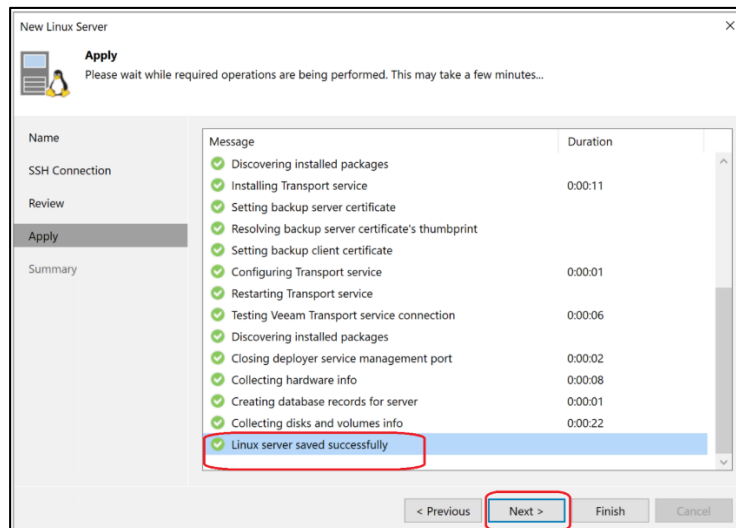 New Linux Server
Apply
Please wait while required operations are being performed. This may take a few minutes...
Name
SSH Connection
Review
Apply
Summary
Message Duration
Discovering installed packages
Installing Transport service 0:00:11
Setting backup server certificate
Resolving backup server certificate's thumbprint
Setting backup client certificate
Configuring Transport service 0:00:01
Restarting Transport service
Testing Veeam Transport service connection 0:00:06
Discovering installed packages
Closing deployer service management port 0:00:02
Collecting hardware info 0:00:08
Creating database records for server 0:00:01
Collecting disks and volumes info 0:00:22
Linux server saved successfully
< Previous Next > Finish Cancel